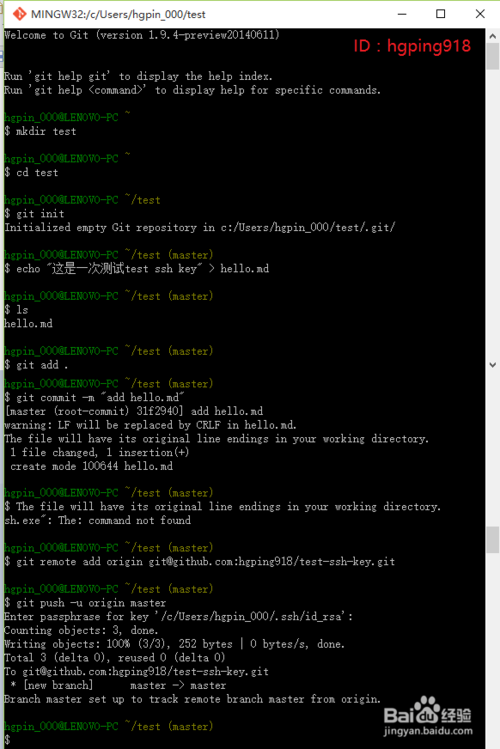 MINGW32:/c/Users/hgpin_000/test
Welcome to Git (version 1.9.4-preview20140611)
ID：hgping918
Run 'git help git' to display the help index.
Run 'git help <command>' to display help for specific commands.
hgpin_000@LENOVO-PC ~
$ mkdir test
hgpin_000@LENOVO-PC ~
$ cd test
hgpin_000@LENOVO-PC ~/test
$ git init
Initialized empty Git repository in c:/Users/hgpin_000/test/.git/
hgpin_000@LENOVO-PC ~/test (master)
$ echo "这是一次测试test ssh key" > hello.md
hgpin_000@LENOVO-PC ~/test (master)
$ ls
hello.md
hgpin_000@LENOVO-PC ~/test (master)
$ git add .
hgpin_000@LENOVO-PC ~/test (master)
$ git commit -m "add hello.md"
[master (root-commit) 31f2940] add hello.md
warning: LF will be replaced by CRLF in hello.md.
The file will have its original line endings in your working directory.
1 file changed, 1 insertion(+)
create mode 100644 hello.md
hgpin_000@LENOVO-PC ~/test (master)
$ The file will have its original line endings in your working directory.
sh.exe": The: command not found
hgpin_000@LENOVO-PC ~/test (master)
$ git remote add origin git@github.com:hgping918/test-ssh-key.git
hgpin_000@LENOVO-PC ~/test (master)
$ git push -u origin master
Enter passphrase for key '/c/Users/hgpin_000/.ssh/id_rsa':
Counting objects: 3, done.
Writing objects: 100% (3/3), 252 bytes | 0 bytes/s, done.
Total 3 (delta 0), reused 0 (delta 0)
To git@github.com:hgping918/test-ssh-key.git
* [new branch]      master -> master
Branch master set up to track remote branch master from origin.
hgpin_000@LENOVO-PC ~/test (master)
$
Baidu经验
jingyan.baidu.com